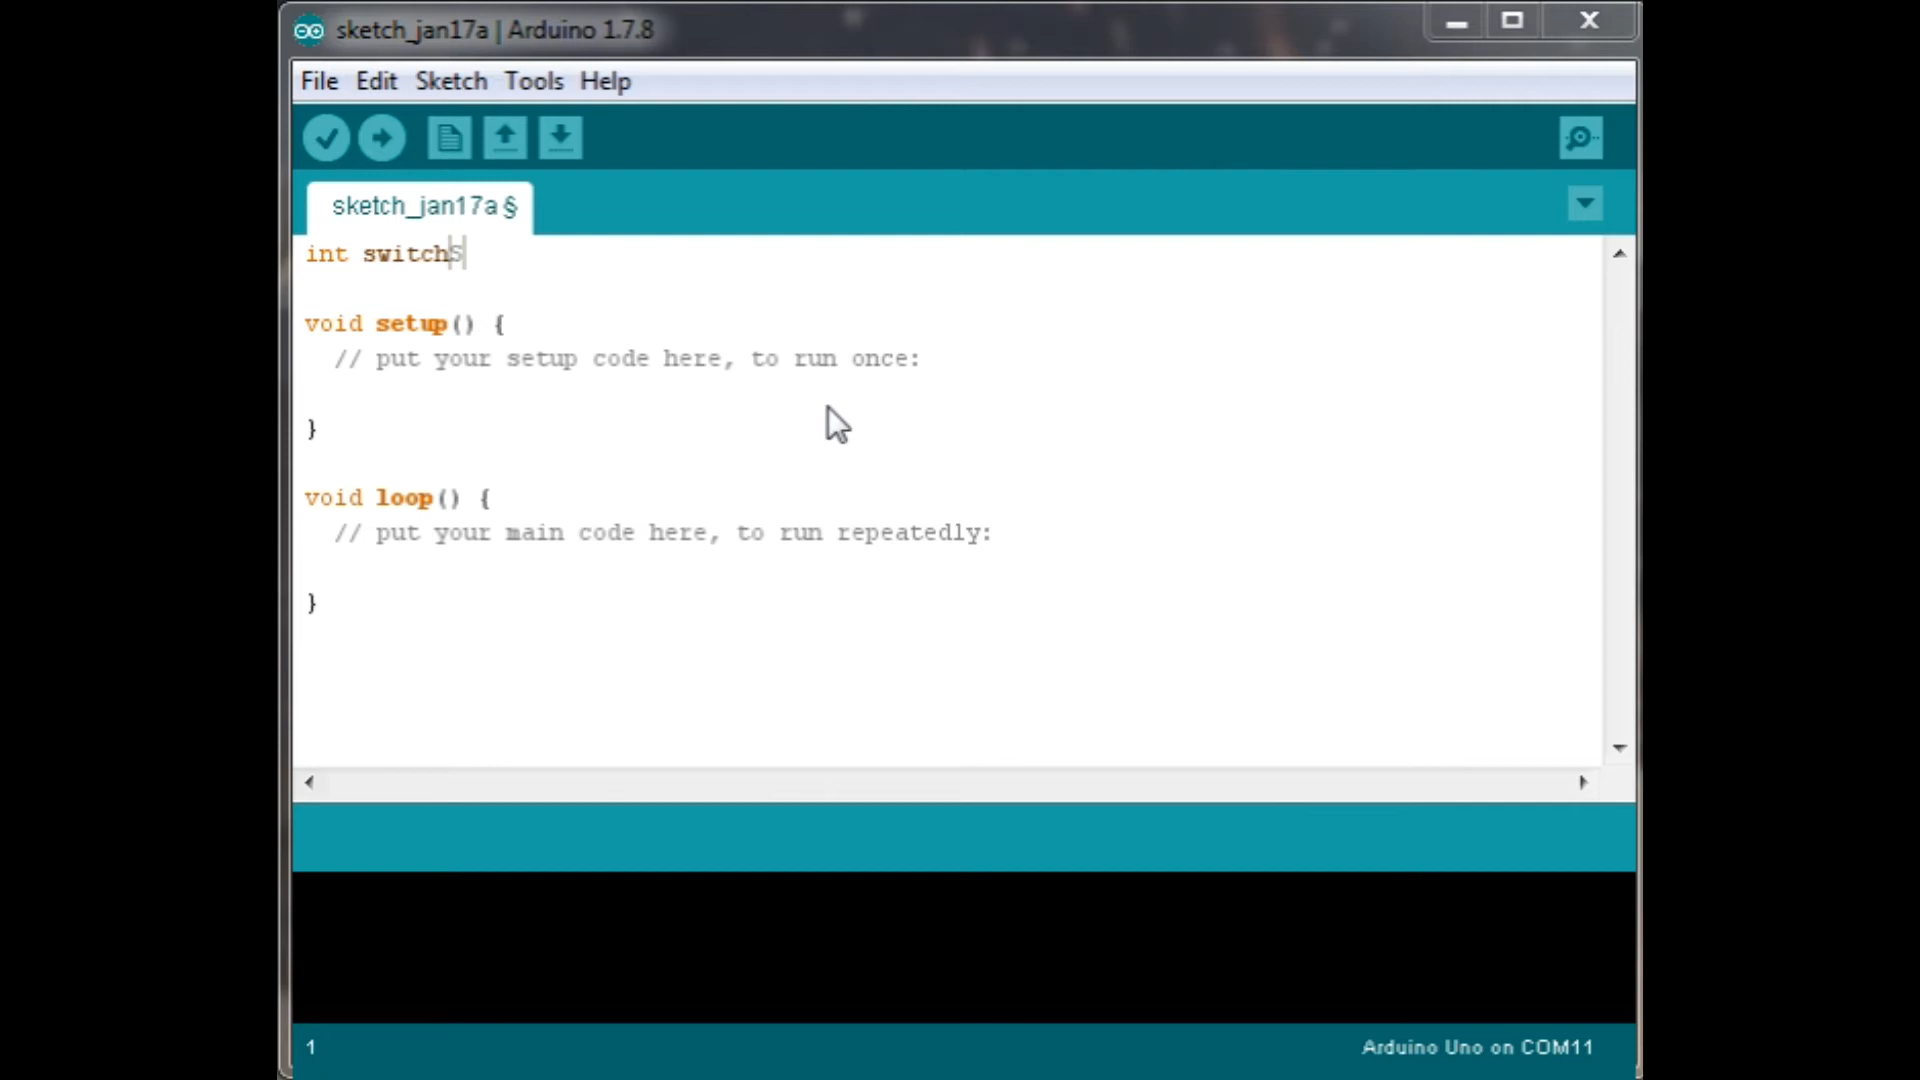 sketch_jan17a | Arduino 1.7.8
File Edit Sketch Tools Help
sketch_jan17a §
int switchS
void setup() {
// put your setup code here, to run once:
}
void loop() {
// put your main code here, to run repeatedly:
}
1
Arduino Uno on COM11